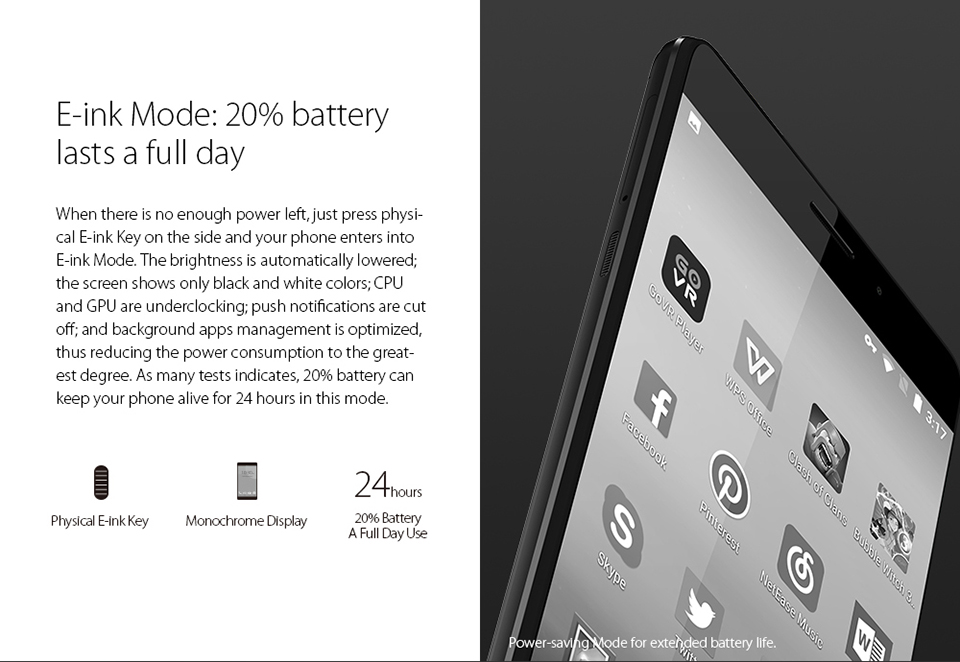 E-ink Mode: 20% battery
lasts a full day
When there is no enough power left, just press physi-
cal E-ink Key on the side and your phone enters into
E-ink Mode. The brightness is automatically lowered;
the screen shows only black and white colors; CPU
and GPU are underclocking; push notifications are cut
off; and background apps management is optimized,
thus reducing the power consumption to the great-
est degree. As many tests indicates, 20% battery can
keep your phone alive for 24 hours in this mode.
Physical E-ink Key
Monochrome Display
24hours
20% Battery
A Full Day Use
3:17
GO
VR
GoVR Player
WPS Office
Clash of Clans
Bubble Witch 3...
Facebook
Pinterest
NetEase Music
Skype
Power-saving Mode for extended battery life.